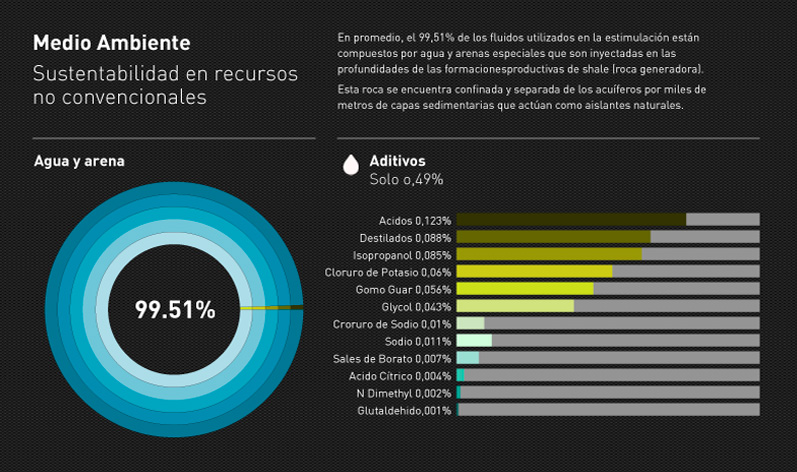 Medio Ambiente
Sustentabilidad en recursos
no convencionales
En promedio, el 99,51% de los fluidos utilizados en la estimulación están
compuestos por agua y arenas especiales que son inyectadas en las
profundidades de las formacionesproductivas de shale (roca generadora).
Esta roca se encuentra confinada y separada de los acuíferos por miles de
metros de capas sedimentarias que actúan como aislantes naturales.
Agua y arena
99.51%
Aditivos
Solo o,49%
Acidos 0,123%
Destilados 0,088%
Isopropanol 0,085%
Cloruro de Potasio 0,06%
Gomo Guar 0,056%
Glycol 0,043%
Croruro de Sodio 0,01%
Sodio 0,011%
Sales de Borato 0,007%
Acido Cítrico 0,004%
N Dimethyl 0,002%
Glutaldehido,001%